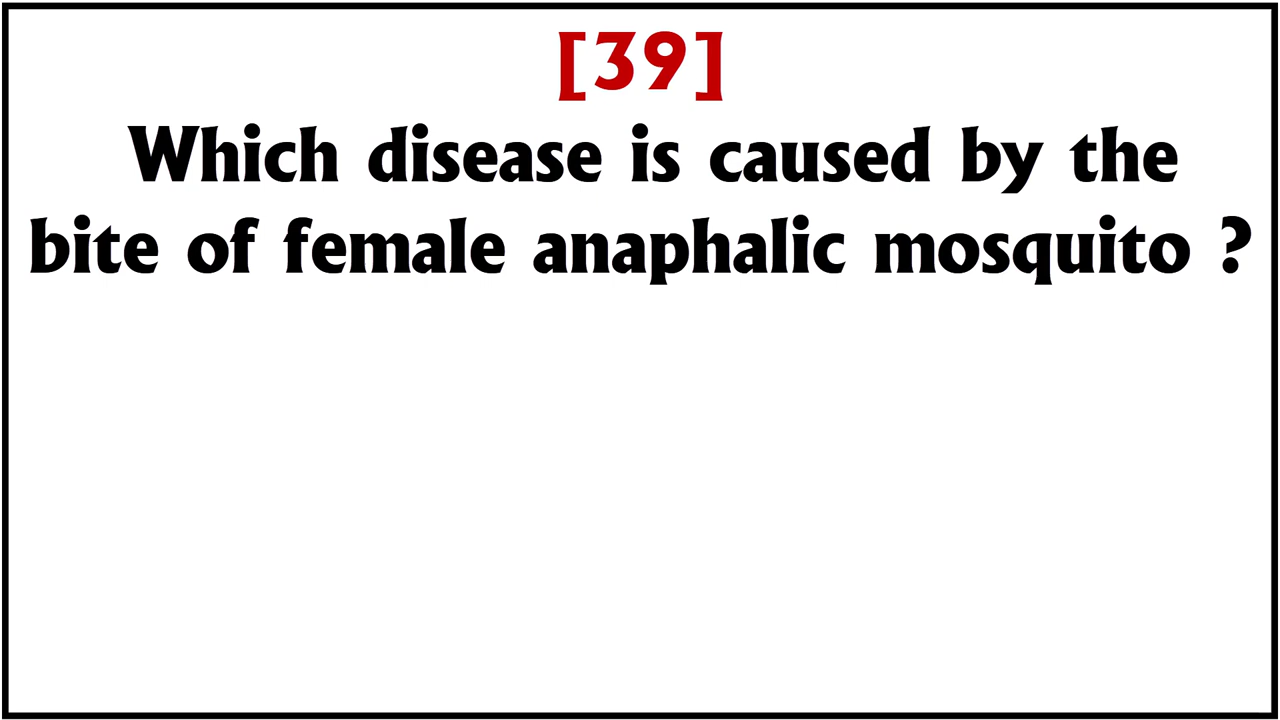 [39]
Which disease is caused by the
bite of female anaphalic mosquito ?